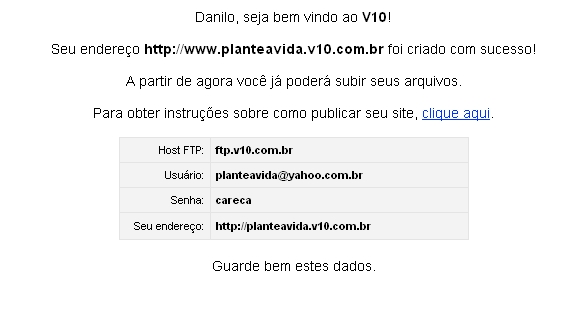 Danilo, seja bem vindo ao V10!
Seu endereço http://www.planteavida.v10.com.br foi criado com sucesso!
A partir de agora você já poderá subir seus arquivos.
Para obter instruções sobre como publicar seu site, clique aqui.
Host FTP: ftp.v10.com.br
Usuário: planteavida@yahoo.com.br
Senha: careca
Seu endereço: http://planteavida.v10.com.br
Guarde bem estes dados.